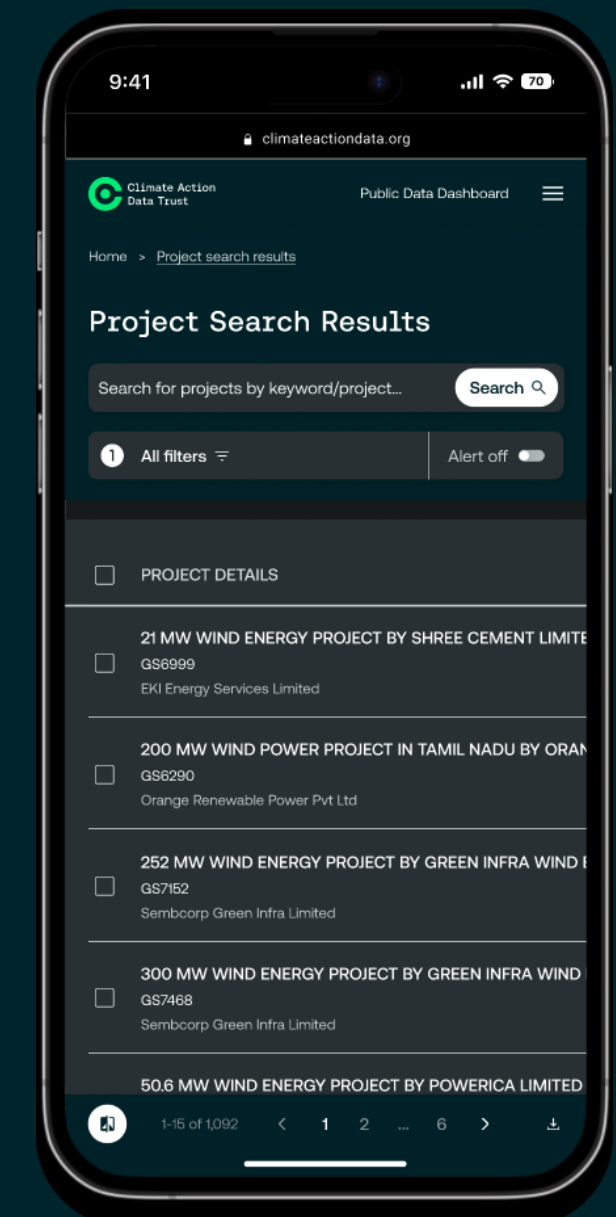 9:41
70
climateactiondata.org
Climate Action
Data Trust
Public Data Dashboard
Home > Project search results
Project Search Results
Search for projects by keyword/project...
Search
1 All filters
Alert off
PROJECT DETAILS
21 MW WIND ENERGY PROJECT BY SHREE CEMENT LIMITE
GS6999
EKI Energy Services Limited
200 MW WIND POWER PROJECT IN TAMIL NADU BY ORAN
GS6290
Orange Renewable Power Pvt Ltd
252 MW WIND ENERGY PROJECT BY GREEN INFRA WIND E
GS7152
Sembcorp Green Infra Limited
300 MW WIND ENERGY PROJECT BY GREEN INFRA WIND
GS7468
Sembcorp Green Infra Limited
50.6 MW WIND ENERGY PROJECT BY POWERICA LIMITED
1-15 of 1,092 < 1 2 ... 6 >